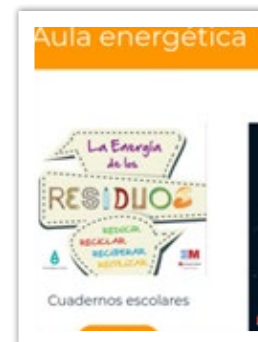 Aula energética
La Energía
de los
RESIDUOS
REDUCIR
RECICLAR
RECUPERAR
REUTILIZAR
Cuadernos escolares